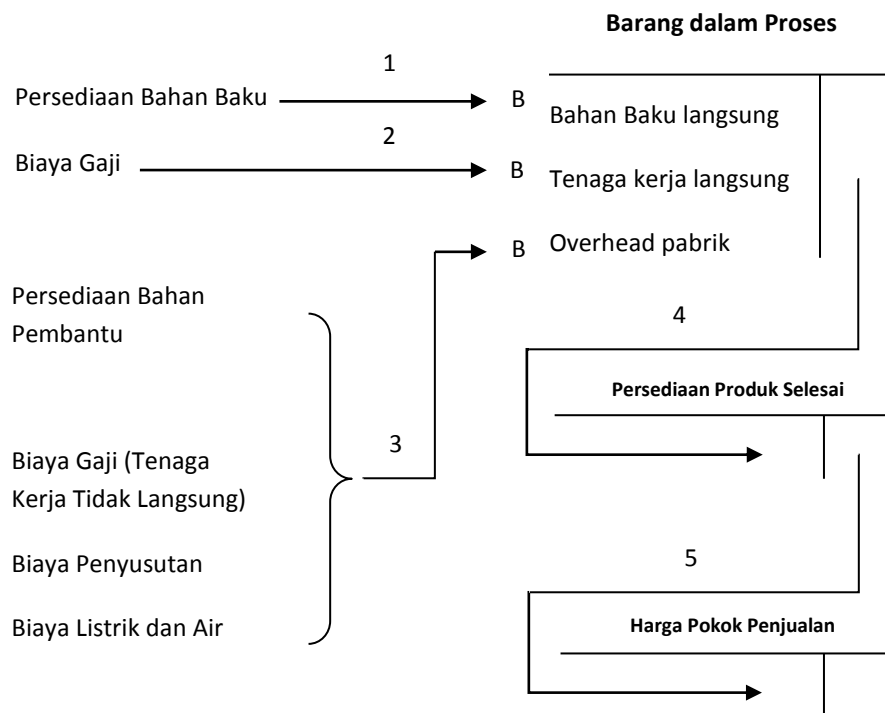 Barang dalam Proses
1
Persediaan Bahan Baku
B
Bahan Baku langsung
2
Biaya Gaji
B
Tenaga kerja langsung
B
Overhead pabrik
Persediaan Bahan
Pembantu
4
Persediaan Produk Selesai
3
Biaya Gaji (Tenaga
Kerja Tidak Langsung)
Biaya Penyusutan
5
Biaya Listrik dan Air
Harga Pokok Penjualan